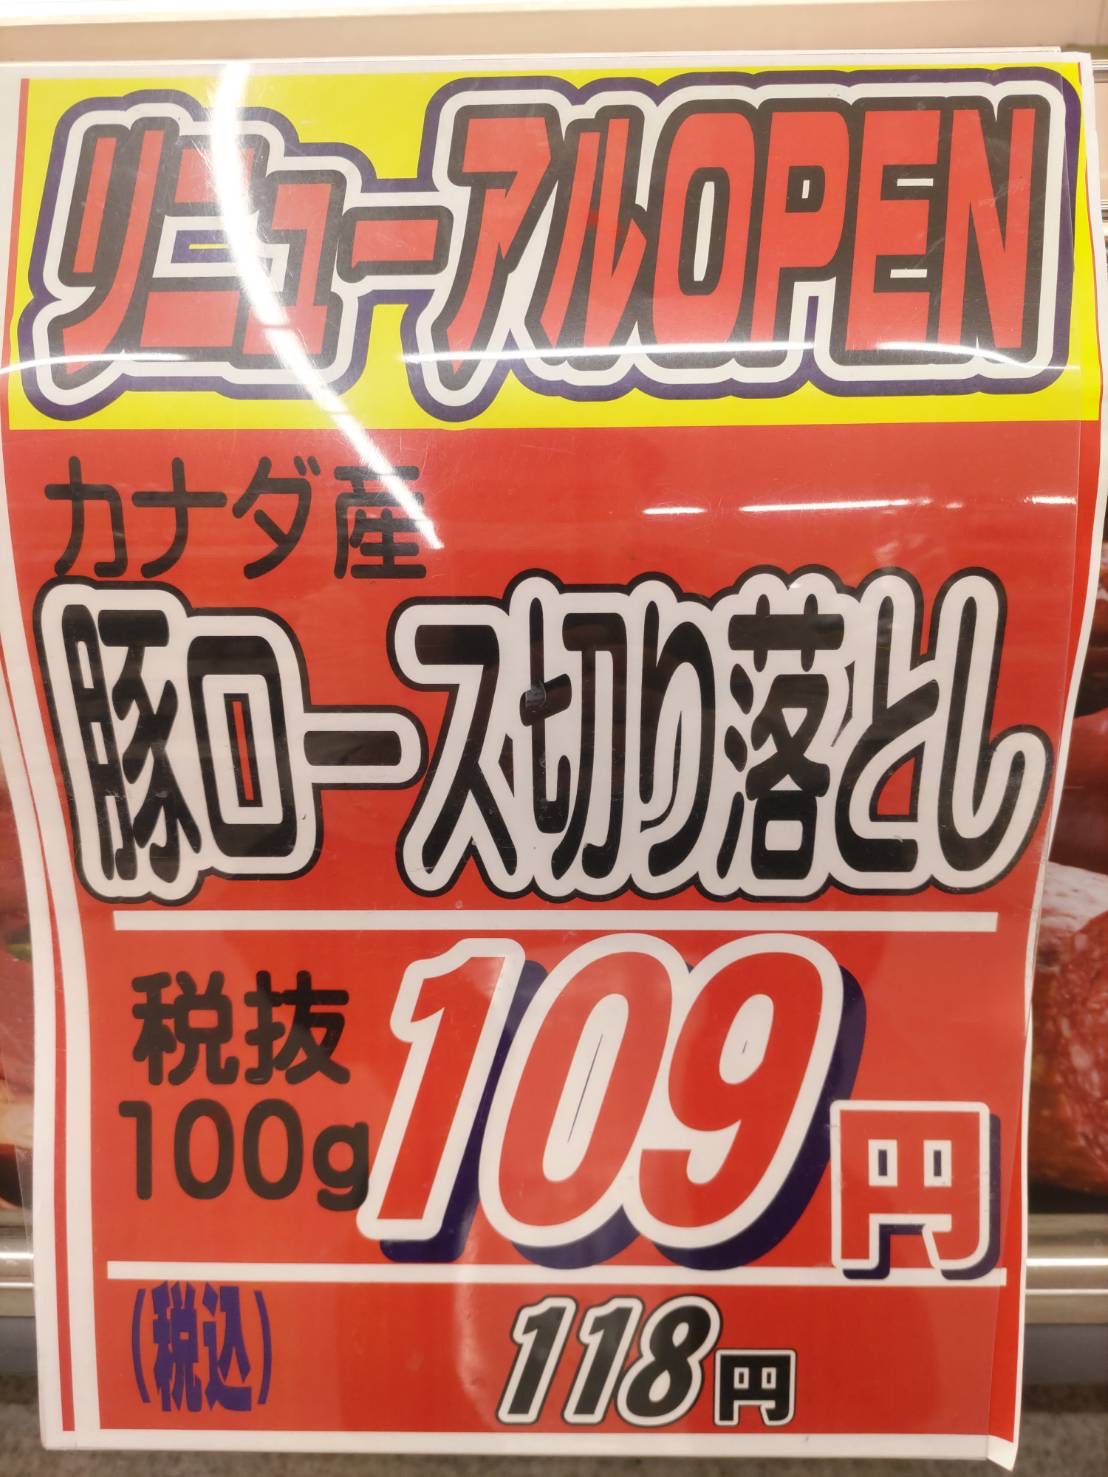 リニューアルOPEN
カナダ産
豚ロース切り落とし
税抜
100g
109円
(税込)
118円